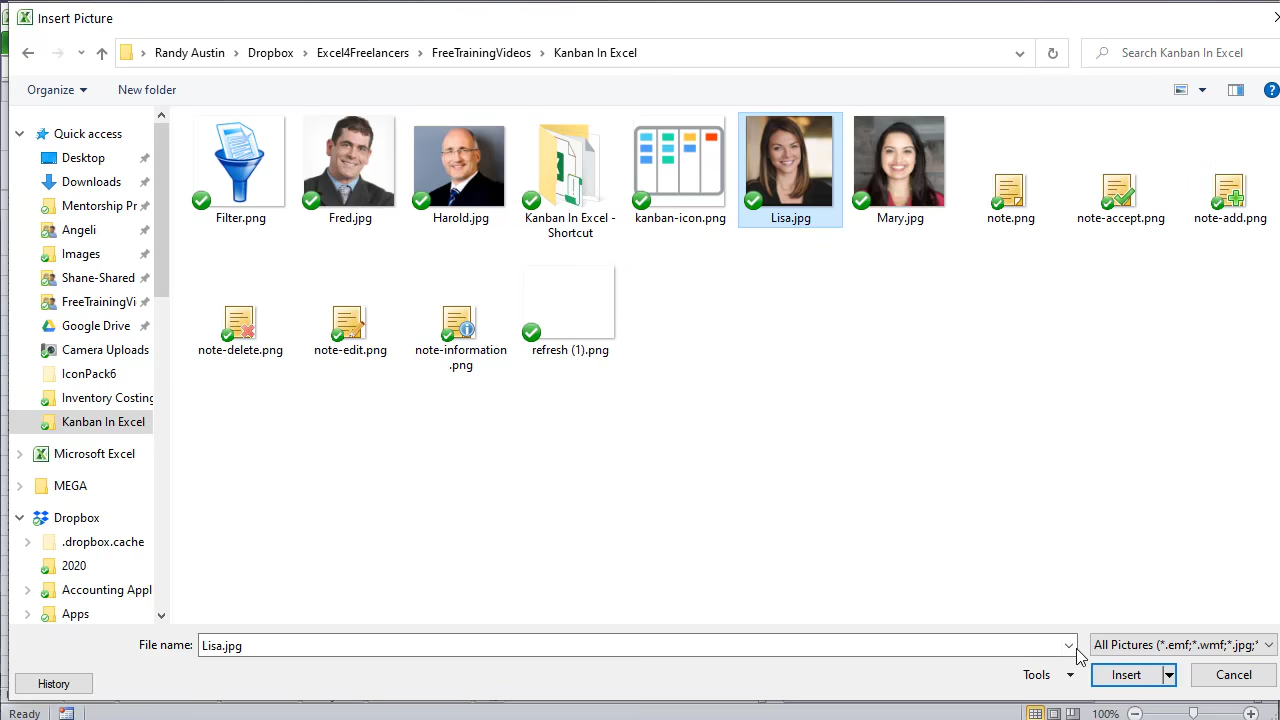 Insert Picture
Randy Austin
Dropbox
Excel4Freelancers
FreeTrainingVideos
Kanban In Excel
Search Kanban In Excel
Organize
New folder
Quick access
Desktop
Downloads
Mentorship Pr
Angeli
Images
Shane-Shared
FreeTrainingVi
Google Drive
Camera Uploads
IconPack6
Inventory Costing
Kanban In Excel
Microsoft Excel
MEGA
Dropbox
.dropbox.cache
2020
Accounting Appl
Apps
Filter.png
Fred.jpg
Harold.jpg
Kanban In Excel -
Shortcut
kanban-icon.png
Lisa.jpg
Mary.jpg
note.png
note-accept.png
note-add.png
note-delete.png
note-edit.png
note-information
.png
refresh (1).png
File name:
Lisa.jpg
All Pictures (*.emf;*.wmf;*.jpg;*
Tools
Insert
Cancel
History
Ready
100%